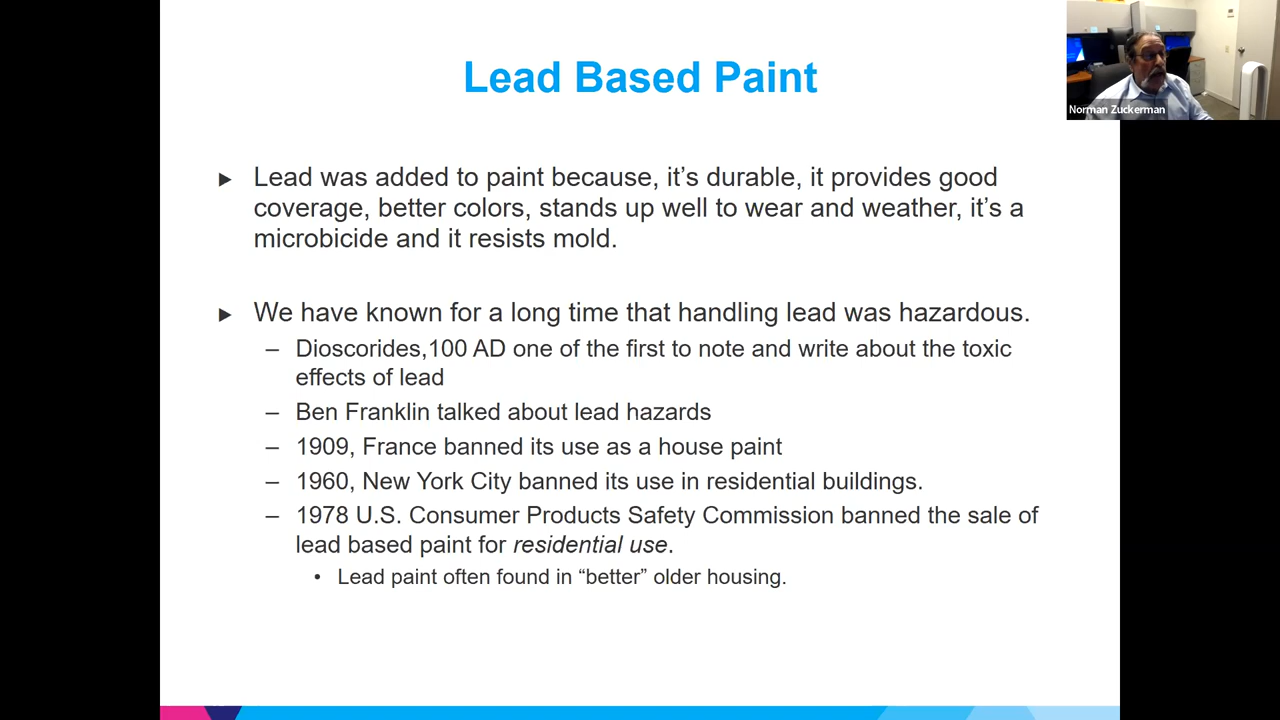 Lead Based Paint
Norman Zuckerman
► Lead was added to paint because, it’s durable, it provides good
coverage, better colors, stands up well to wear and weather, it’s a
microbicide and it resists mold.
► We have known for a long time that handling lead was hazardous.
– Dioscorides,100 AD one of the first to note and write about the toxic
effects of lead
– Ben Franklin talked about lead hazards
– 1909, France banned its use as a house paint
– 1960, New York City banned its use in residential buildings.
– 1978 U.S. Consumer Products Safety Commission banned the sale of
lead based paint for residential use.
• Lead paint often found in “better” older housing.